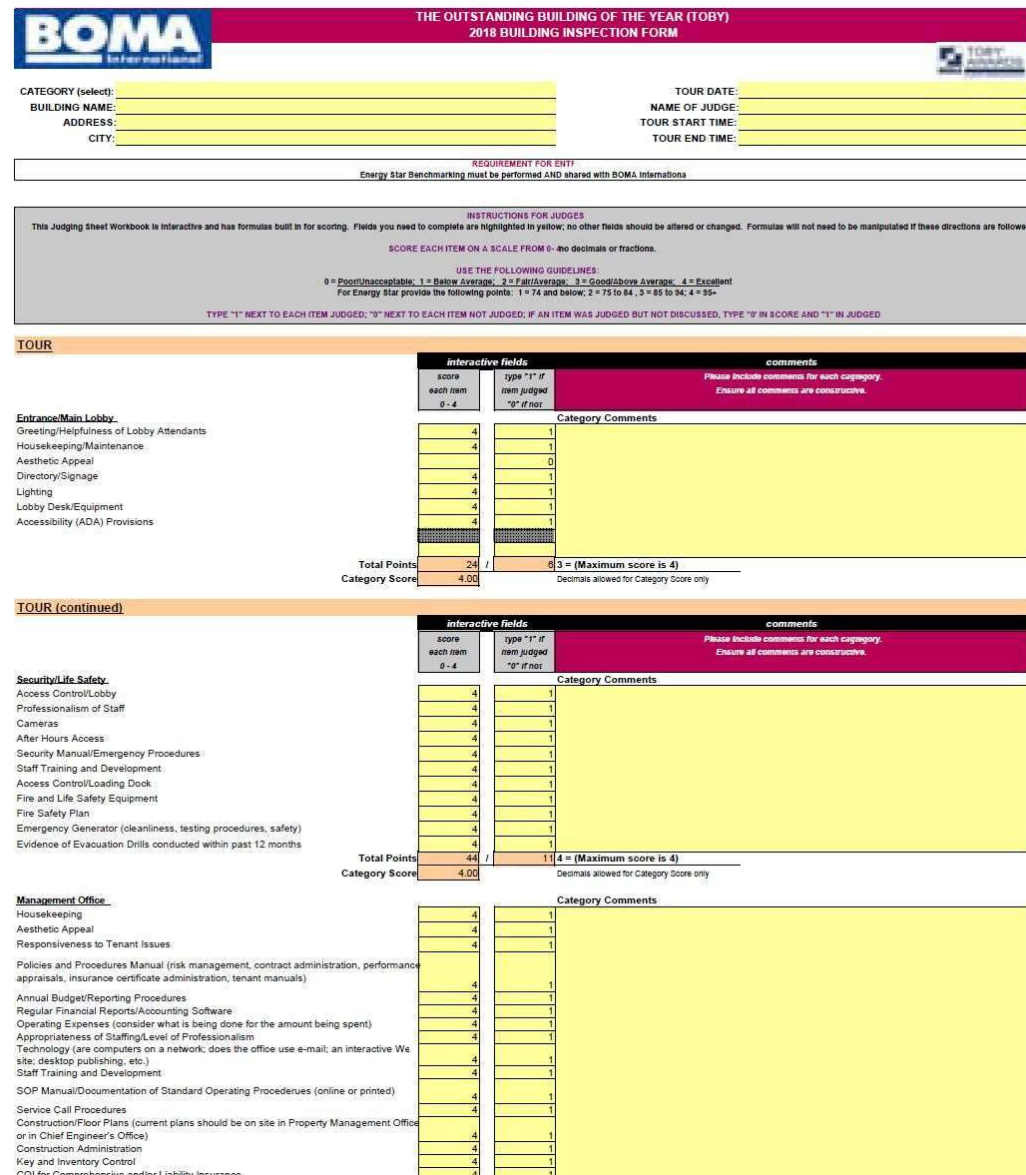 BOMA
International
THE OUTSTANDING BUILDING OF THE YEAR (TOBY)
2018 BUILDING INSPECTION FORM
TOBY
AWARDS
CATEGORY (select):
TOUR DATE:
BUILDING NAME:
NAME OF JUDGE:
ADDRESS:
TOUR START TIME:
CITY:
TOUR END TIME:
REQUIREMENT FOR ENT
Energy Star Benchmarking must be performed AND shared with BOMA Internationa
INSTRUCTIONS FOR JUDGES
This Judging Sheet Workbook is interactive and has formulas built in for scoring. Fields you need to complete are highlighted in yellow; no other fields should be altered or changed. Formulas will not need to be manipulated if these directions are followe
SCORE EACH ITEM ON A SCALE FROM 0- 4no decimals or fractions.
USE THE FOLLOWING GUIDELINES:
0 = Poor/Unacceptable; 1 = Below Average; 2 = Fair/Average; 3 = Good/Above Average; 4 = Excellent
For Energy Star provide the following points: 1 = 74 and below; 2 = 75 to 84 , 3 = 85 to 94; 4 = 95+
TYPE "1" NEXT TO EACH ITEM JUDGED; "0" NEXT TO EACH ITEM NOT JUDGED; IF AN ITEM WAS JUDGED BUT NOT DISCUSSED, TYPE "0' IN SCORE AND "1" IN JUDGED
TOUR
interactive fields comments
score type "1" if Please include comments for each cagtegory.
each item item judged Ensure all comments are constructive.
0 - 4 "0" if not
Entrance/Main Lobby Category Comments
Greeting/Helpfulness of Lobby Attendants 4 1
Housekeeping/Maintenance 4 1
Aesthetic Appeal 0
Directory/Signage 4 1
Lighting 4 1
Lobby Desk/Equipment 4 1
Accessibility (ADA) Provisions 4 1
Total Points 24 / 6 3 = (Maximum score is 4)
Category Score 4.00 Decimals allowed for Category Score only
TOUR (continued)
interactive fields comments
score type "1" if Please include comments for each cagtegory.
each item item judged Ensure all comments are constructive.
0 - 4 "0" if not
Security/Life Safety Category Comments
Access Control/Lobby 4 1
Professionalism of Staff 4 1
Cameras 4 1
After Hours Access 4 1
Security Manual/Emergency Procedures 4 1
Staff Training and Development 4 1
Access Control/Loading Dock 4 1
Fire and Life Safety Equipment 4 1
Fire Safety Plan 4 1
Emergency Generator (cleanliness, testing procedures, safety) 4 1
Evidence of Evacuation Drills conducted within past 12 months 4 1
Total Points 44 / 11 4 = (Maximum score is 4)
Category Score 4.00 Decimals allowed for Category Score only
Management Office Category Comments
Housekeeping 4 1
Aesthetic Appeal 4 1
Responsiveness to Tenant Issues 4 1
Policies and Procedures Manual (risk management, contract administration, performance
appraisals, insurance certificate administration, tenant manuals) 4 1
Annual Budget/Reporting Procedures 4 1
Regular Financial Reports/Accounting Software 4 1
Operating Expenses (consider what is being done for the amount being spent) 4 1
Appropriateness of Staffing/Level of Professionalism 4 1
Technology (are computers on a network; does the office use e-mail; an interactive We
site; desktop publishing, etc.) 4 1
Staff Training and Development 4 1
SOP Manual/Documentation of Standard Operating Procederues (online or printed) 4 1
Service Call Procedures 4 1
Construction/Floor Plans (current plans should be on site in Property Management Office
or in Chief Engineer's Office) 4 1
Construction Administration 4 1
Key and Inventory Control 4 1
COI for Comprehensive and/or Liability Insurance 4 1